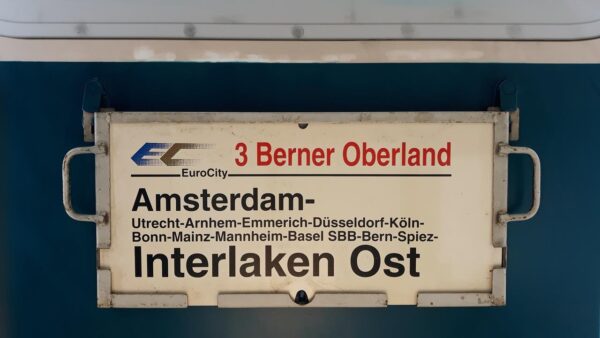 EC 3 Berner Oberland
EuroCity
Amsterdam-
Utrecht-Arnhem-Emmerich-Düsseldorf-Köln-
Bonn-Mainz-Mannheim-Basel SBB-Bern-Spiez-
Interlaken Ost